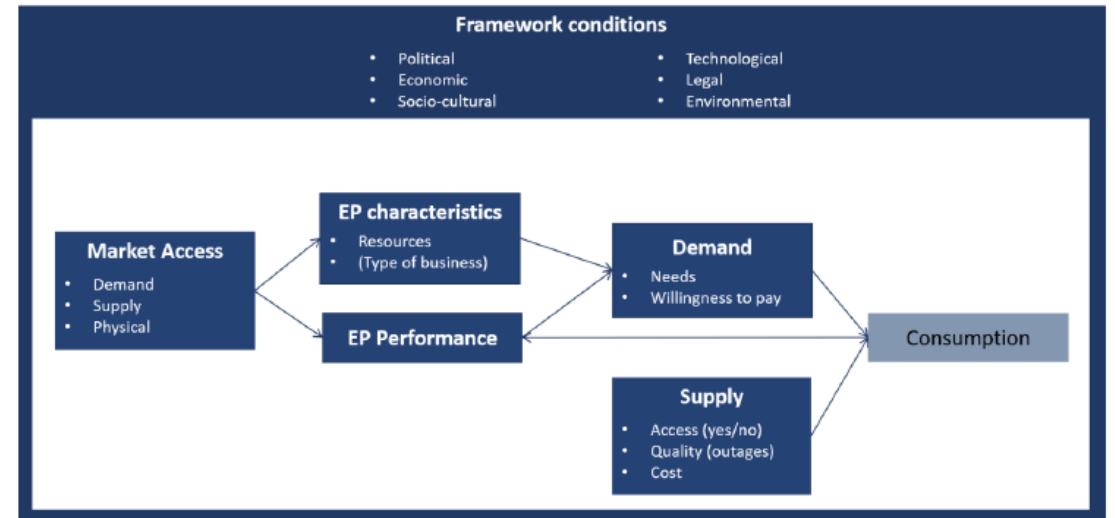 Framework conditions
• Political
• Economic
• Socio-cultural
• Technological
• Legal
• Environmental
Market Access
• Demand
• Supply
• Physical
EP characteristics
• Resources
• (Type of business)
EP Performance
Demand
• Needs
• Willingness to pay
Supply
• Access (yes/no)
• Quality (outages)
• Cost
Consumption